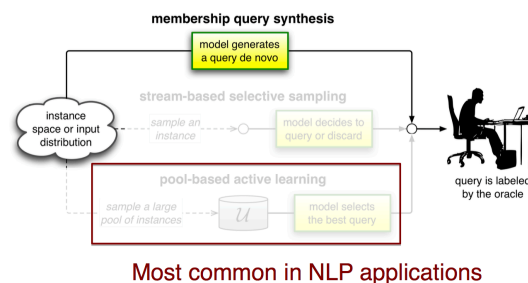 membership query synthesis
model generates
a query de novo
stream-based selective sampling
instance
space or input
distribution
sample an
instance
model decides to
query or discard
query is labeled
by the oracle
pool-based active learning
sample a large
pool of instances
U
model selects
the best query
Most common in NLP applications